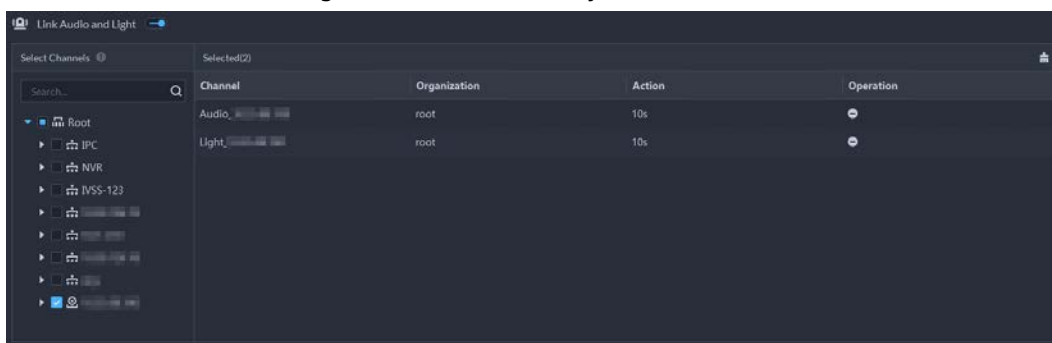 Link Audio and Light
Select Channels
Selected(2)
Search...
Channel Organization Action Operation
Root
Audio_ root 10s
IPC
Light_ root 10s
NVR
IVSS-123